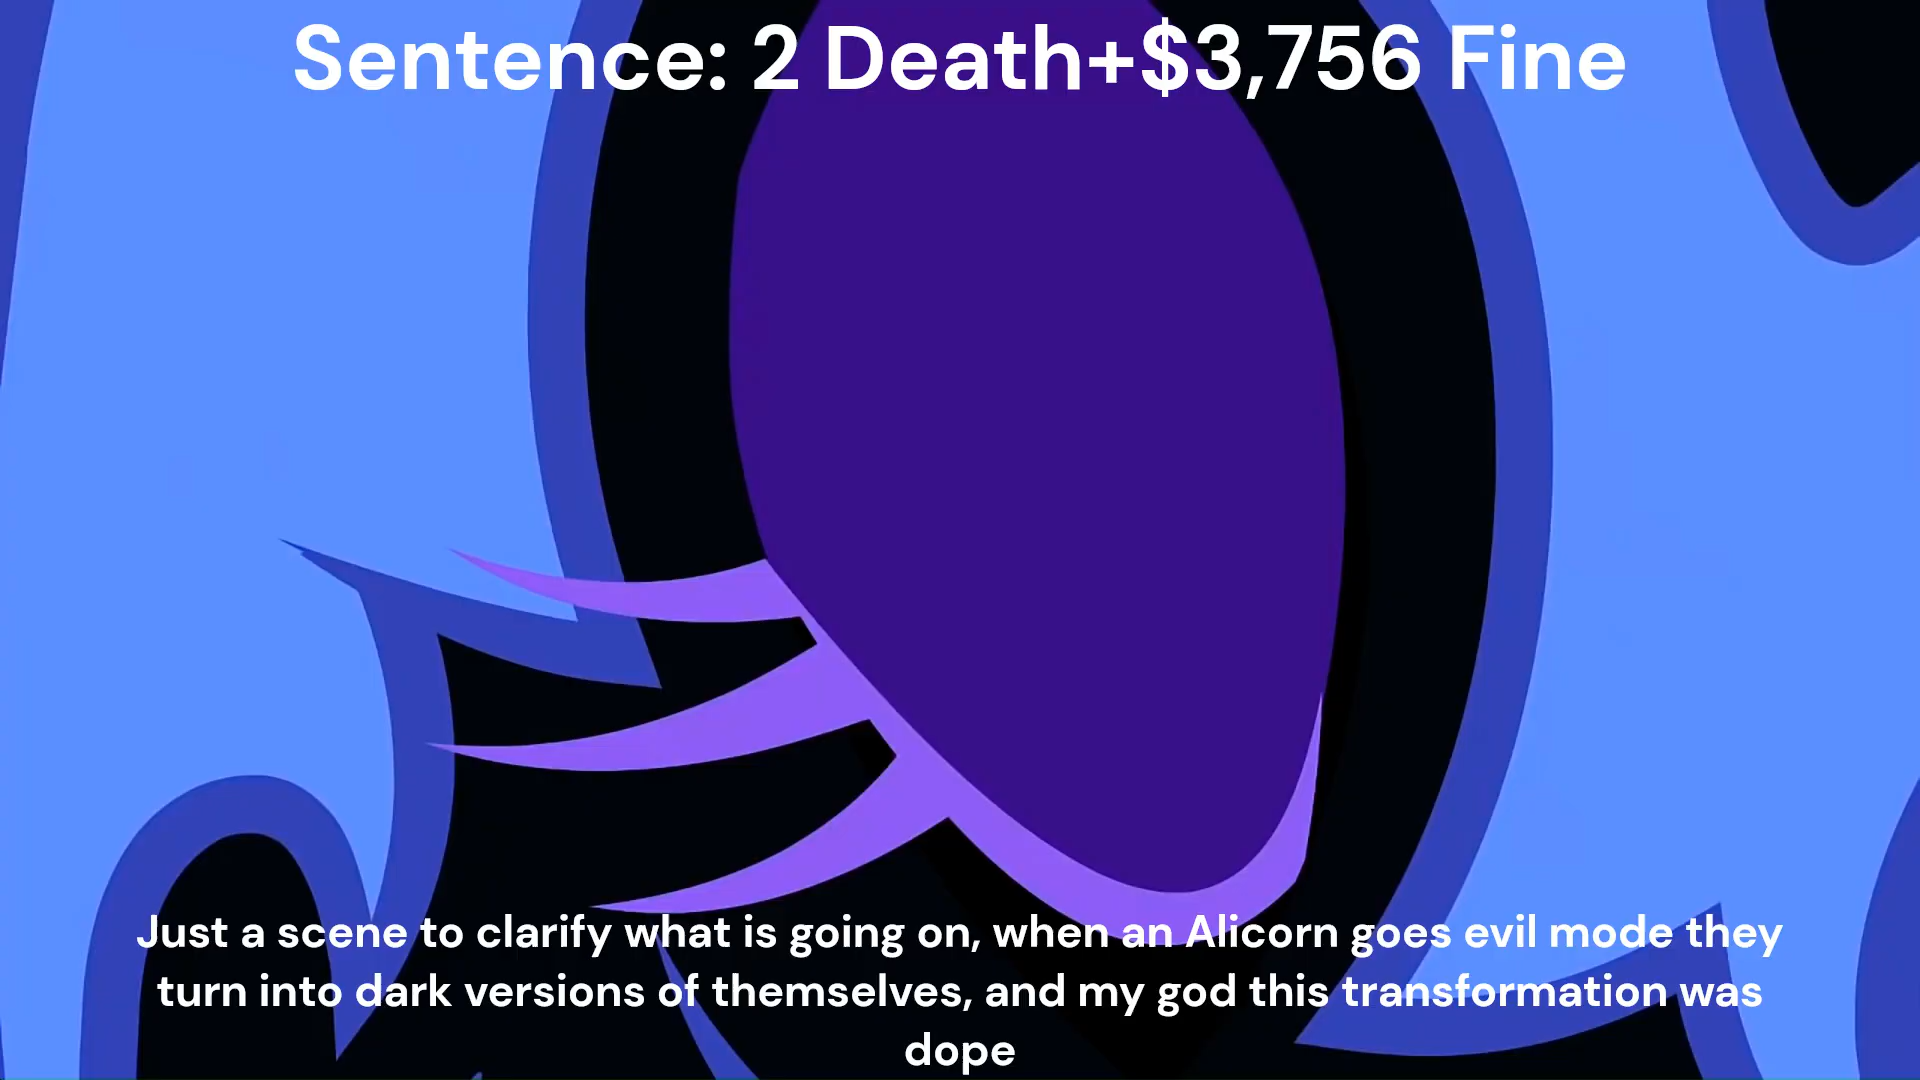 Sentence: 2 Death+$3,756 Fine
Just a scene to clarify what is going on, when an Alicorn goes evil mode they
turn into dark versions of themselves, and my god this transformation was
dope